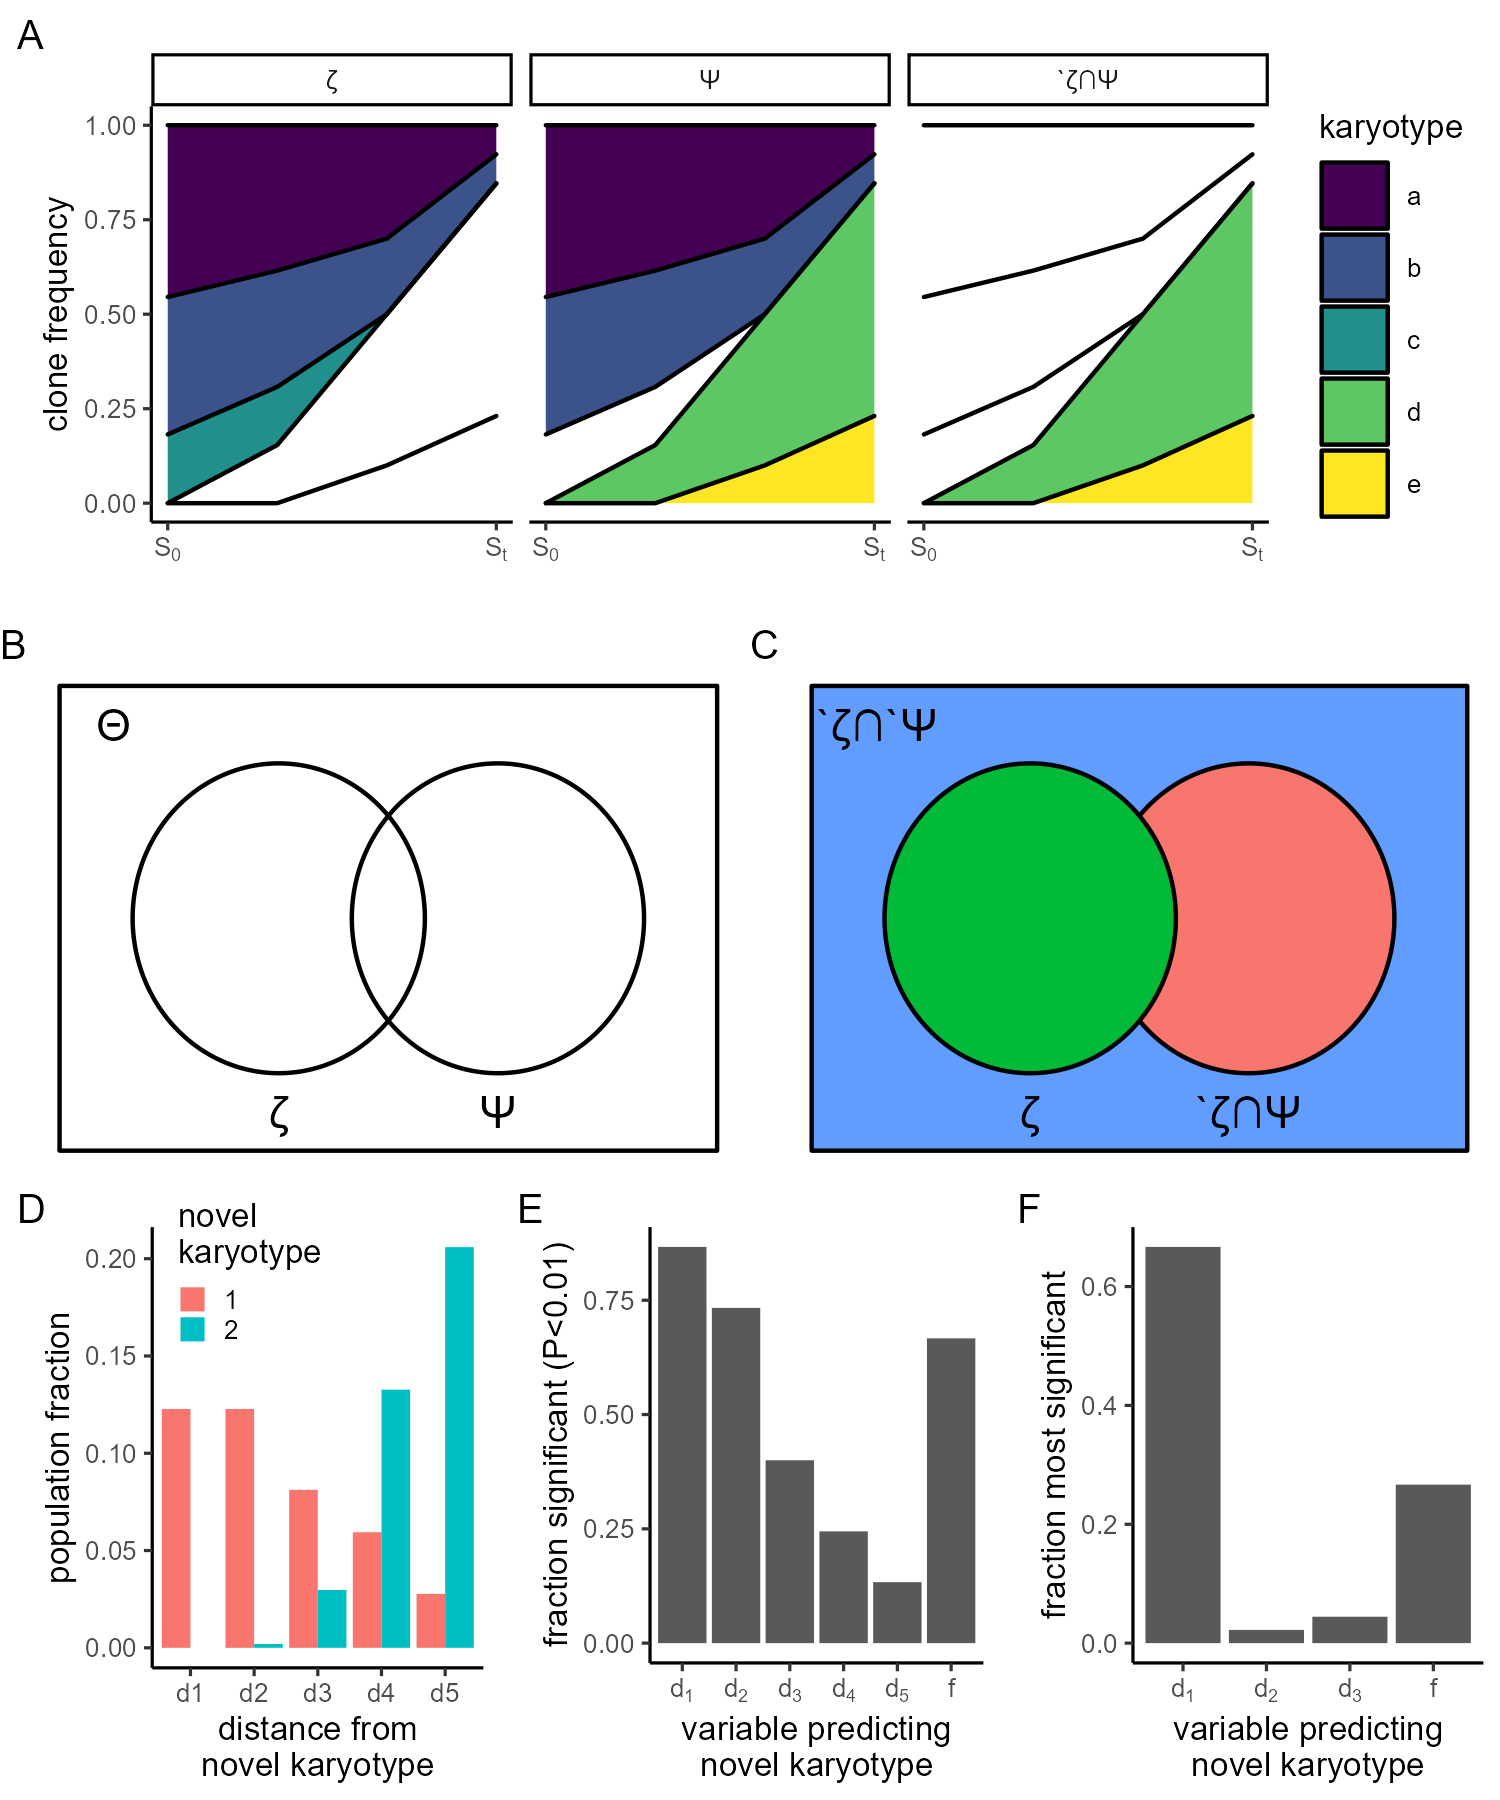 A
ζ
Ψ
`ζ∩Ψ
clone frequency
1.00
0.75
0.50
0.25
0.00
S₀
Sₜ
S₀
Sₜ
S₀
Sₜ
karyotype
a
b
c
d
e
B
Θ
ζ
Ψ
C
`ζ∩`Ψ
ζ
`ζ∩Ψ
D
novel
karyotype
1
2
population fraction
0.20
0.15
0.10
0.05
0.00
d1
d2
d3
d4
d5
distance from
novel karyotype
E
fraction significant (P<0.01)
0.75
0.50
0.25
0.00
d₁
d₂
d₃
d₄
d₅
f
variable predicting
novel karyotype
F
fraction most significant
0.6
0.4
0.2
0.0
d₁
d₂
d₃
f
variable predicting
novel karyotype